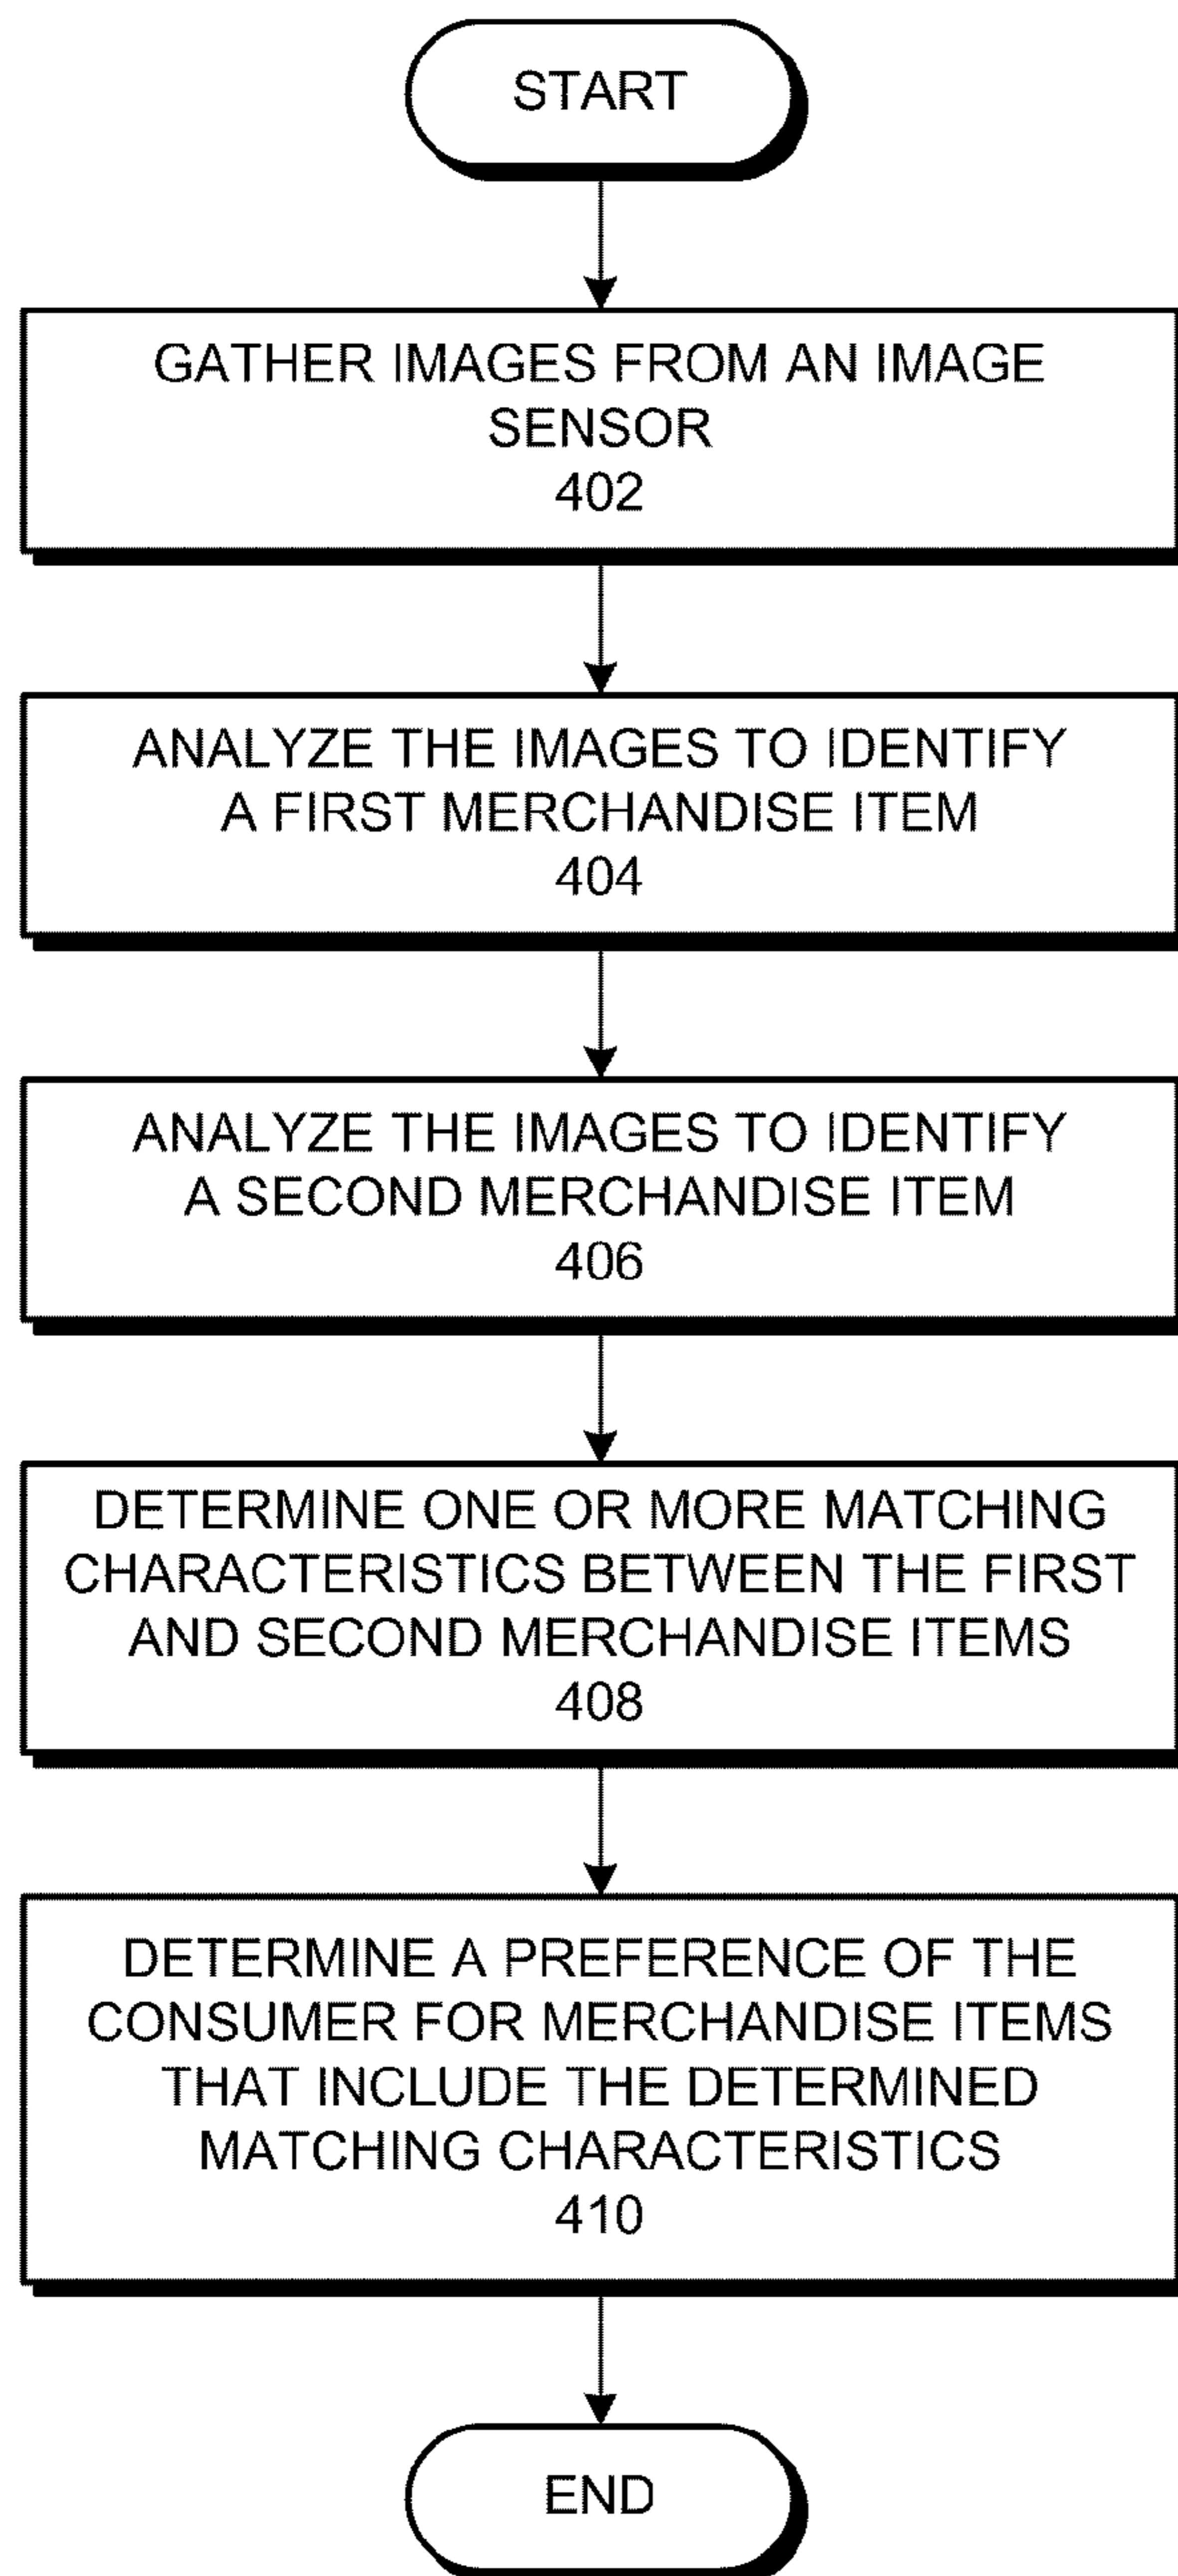 START
GATHER IMAGES FROM AN IMAGE
SENSOR
402
ANALYZE THE IMAGES TO IDENTIFY
A FIRST MERCHANDISE ITEM
404
ANALYZE THE IMAGES TO IDENTIFY
A SECOND MERCHANDISE ITEM
406
DETERMINE ONE OR MORE MATCHING
CHARACTERISTICS BETWEEN THE FIRST
AND SECOND MERCHANDISE ITEMS
408
DETERMINE A PREFERENCE OF THE
CONSUMER FOR MERCHANDISE ITEMS
THAT INCLUDE THE DETERMINED
MATCHING CHARACTERISTICS
410
END